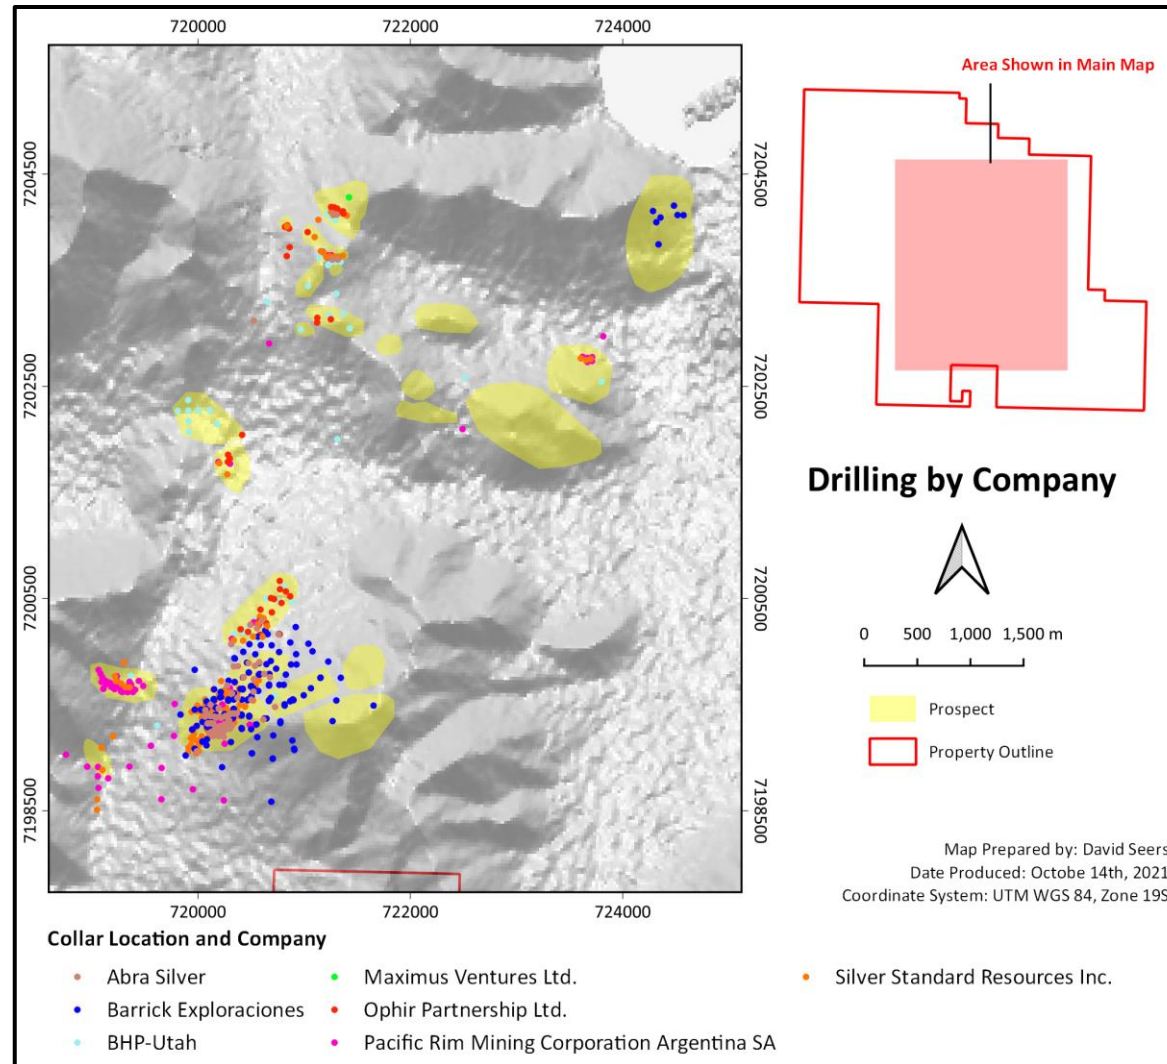 720000 722000 724000
7204500 7204500
7202500 7202500
7200500 7200500
7198500 7198500
720000 722000 724000
Area Shown in Main Map
Drilling by Company
0 500 1,000 1,500 m
Prospect
Property Outline
Map Prepared by: David Seers
Date Produced: Octobe 14th, 2021
Coordinate System: UTM WGS 84, Zone 19S
Collar Location and Company
Abra Silver
Barrick Exploraciones
BHP-Utah
Maximus Ventures Ltd.
Ophir Partnership Ltd.
Pacific Rim Mining Corporation Argentina SA
Silver Standard Resources Inc.